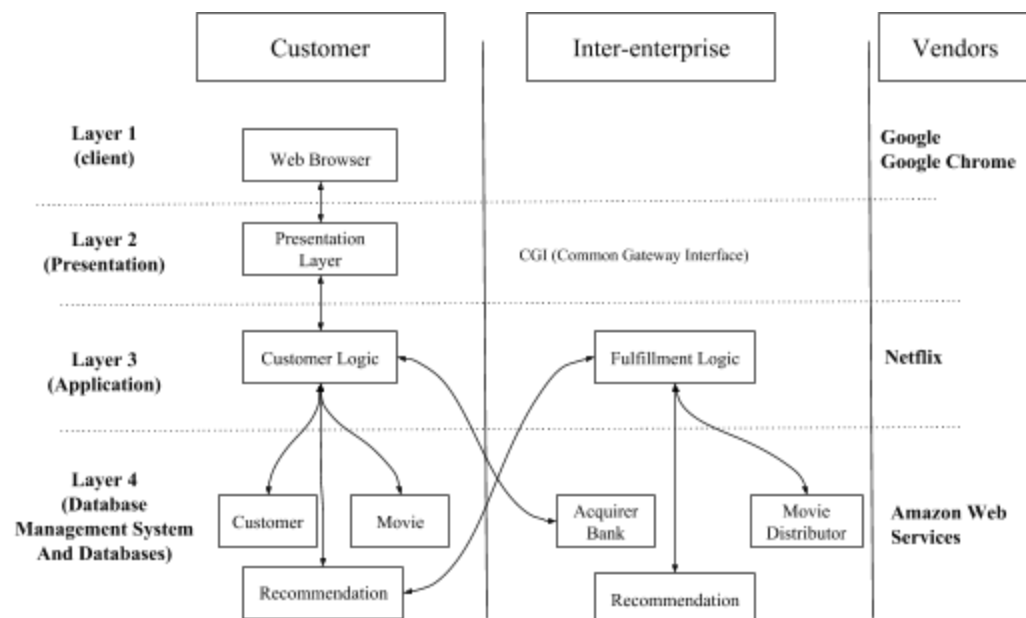 Customer
Inter-enterprise
Vendors
Layer 1
(client)
Web Browser
Google
Google Chrome
Layer 2
(Presentation)
Presentation
Layer
CGI (Common Gateway Interface)
Layer 3
(Application)
Customer Logic
Fulfillment Logic
Netflix
Layer 4
(Database
Management System
And Databases)
Customer
Movie
Acquirer
Bank
Movie
Distributor
Amazon Web
Services
Recommendation
Recommendation